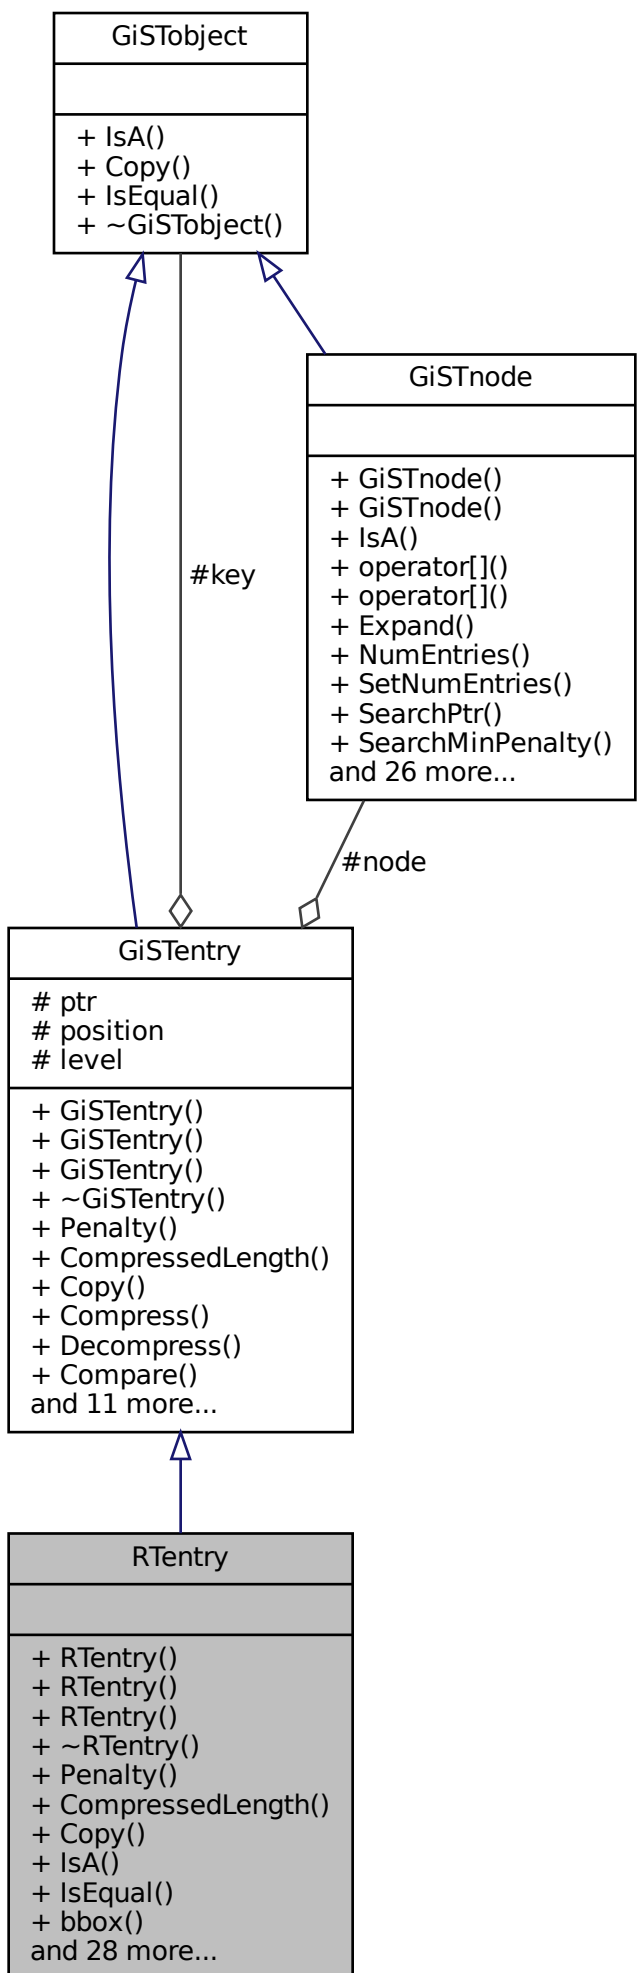 GiSTobject
+ IsA()
+ Copy()
+ IsEqual()
+ ~GiSTobject()
GiSTnode
+ GiSTnode()
+ GiSTnode()
+ IsA()
+ operator[]()
+ operator[]()
+ Expand()
+ NumEntries()
+ SetNumEntries()
+ SearchPtr()
+ SearchMinPenalty()
and 26 more...
#key
#node
GiSTentry
# ptr
# position
# level
+ GiSTentry()
+ GiSTentry()
+ GiSTentry()
+ ~GiSTentry()
+ Penalty()
+ CompressedLength()
+ Copy()
+ Compress()
+ Decompress()
+ Compare()
and 11 more...
RTentry
+ RTentry()
+ RTentry()
+ RTentry()
+ ~RTentry()
+ Penalty()
+ CompressedLength()
+ Copy()
+ IsA()
+ IsEqual()
+ bbox()
and 28 more...